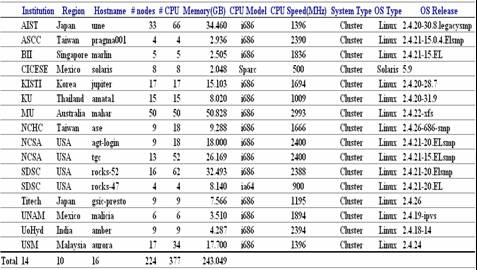 Institution Region Hostname # nodes # CPU Memory(GB) CPU Model CPU Speed(MHz) System Type OS Type OS Release
AIST Japan ume 33 66 34.460 i686 1396 Cluster Linux 2.4.20-30.8.legacysmp
ASCC Taiwan pragma001 4 4 2.936 i686 2390 Cluster Linux 2.4.21-15.0.4.ELsmp
BII Singapore marlin 5 5 2.505 i686 1836 Cluster Linux 2.4.21-15.EL
CICESE Mexico solaris 8 8 2.048 Sparc 500 Cluster Solaris 5.9
KISTI Korea jupiter 17 17 15.103 i686 1694 Cluster Linux 2.4.20-28.7
KU Thailand amata1 15 15 8.020 i686 1009 Cluster Linux 2.4.20-31.9
MU Australia mahar 50 50 50.828 i686 2993 Cluster Linux 2.4.22-xfs
NCHC Taiwan ase 9 18 9.288 i686 1666 Cluster Linux 2.4.26-686-smp
NCSA USA agt-login 9 18 18.000 i686 2400 Cluster Linux 2.4.21-20.ELsmp
NCSA USA tgc 13 52 26.169 i686 2400 Cluster Linux 2.4.21-15.ELsmp
SDSC USA rocks-52 16 62 32.493 i686 2388 Cluster Linux 2.4.21-20.ELsmp
SDSC USA rocks-47 4 4 8.140 ia64 900 Cluster Linux 2.4.21-20.EL
Titech Japan gsic-presto 9 9 7.566 i686 1195 Cluster Linux 2.4.26
UNAM Mexico malicia 6 6 3.510 i686 1894 Cluster Linux 2.4.19-ipvs
UoHyd India amber 9 9 4.287 i686 2394 Cluster Linux 2.4.18-14
USM Malaysia aurora 17 34 17.700 i686 1396 Cluster Linux 2.4.24
Total 14 10 16 224 377 243.049